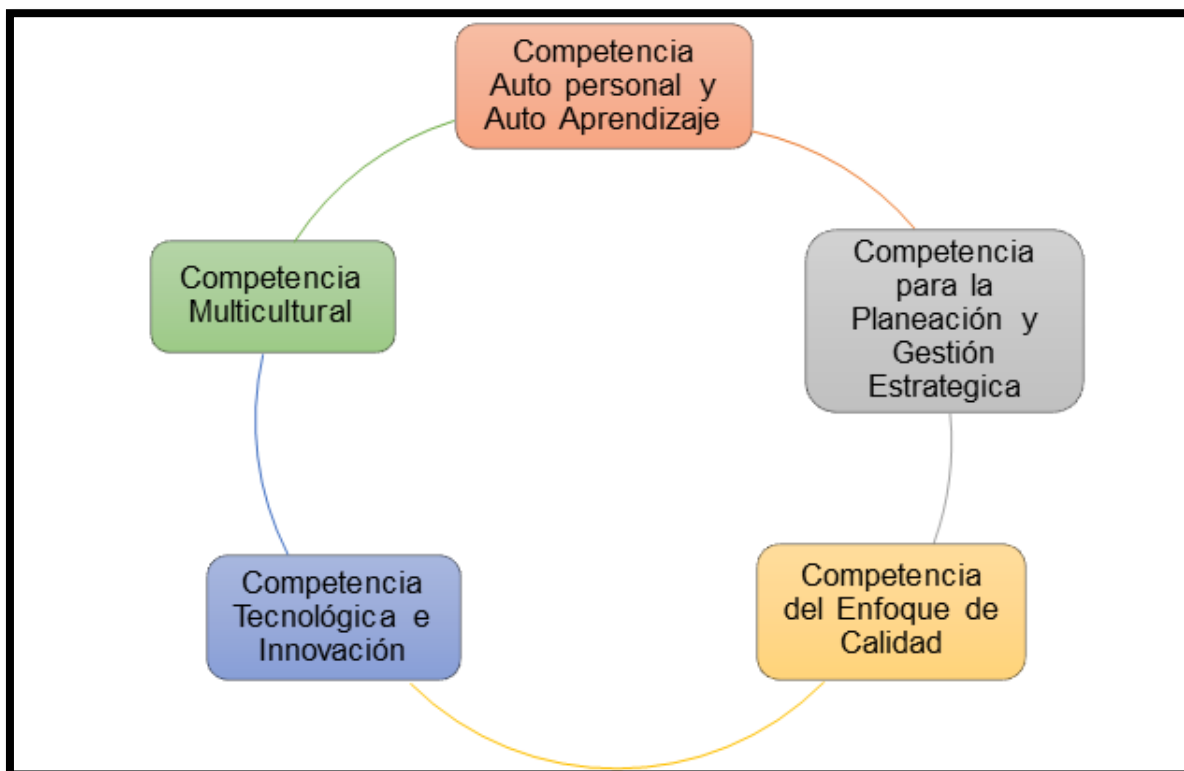 Competencia
Auto personal y
Auto Aprendizaje
Competencia
para la
Planeación y
Gestión
Estrategica
Competencia
del Enfoque de
Calidad
Competencia
Tecnológica e
Innovación
Competencia
Multicultural